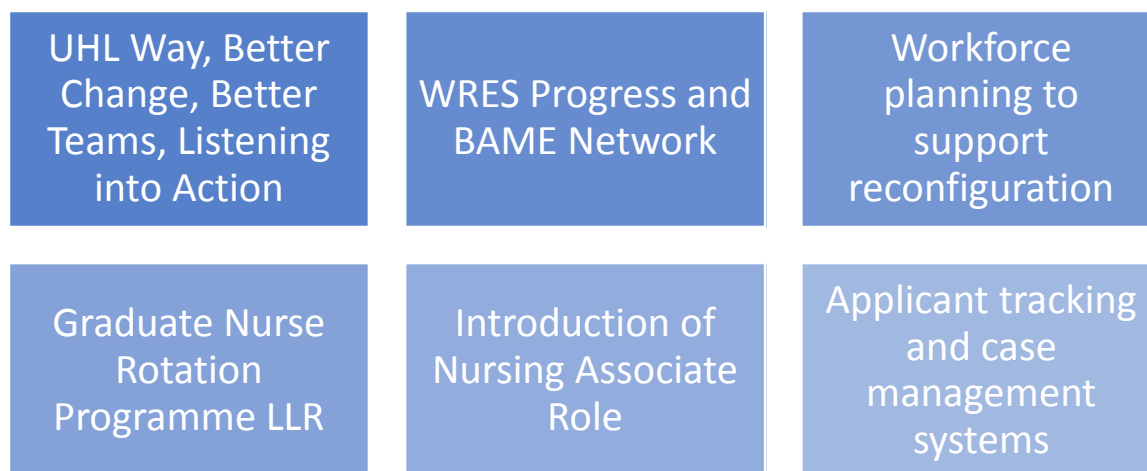 UHL Way, Better
Change, Better
Teams, Listening
into Action
WRES Progress and
BAME Network
Workforce
planning to
support
reconfiguration
Graduate Nurse
Rotation
Programme LLR
Introduction of
Nursing Associate
Role
Applicant tracking
and case
management
systems